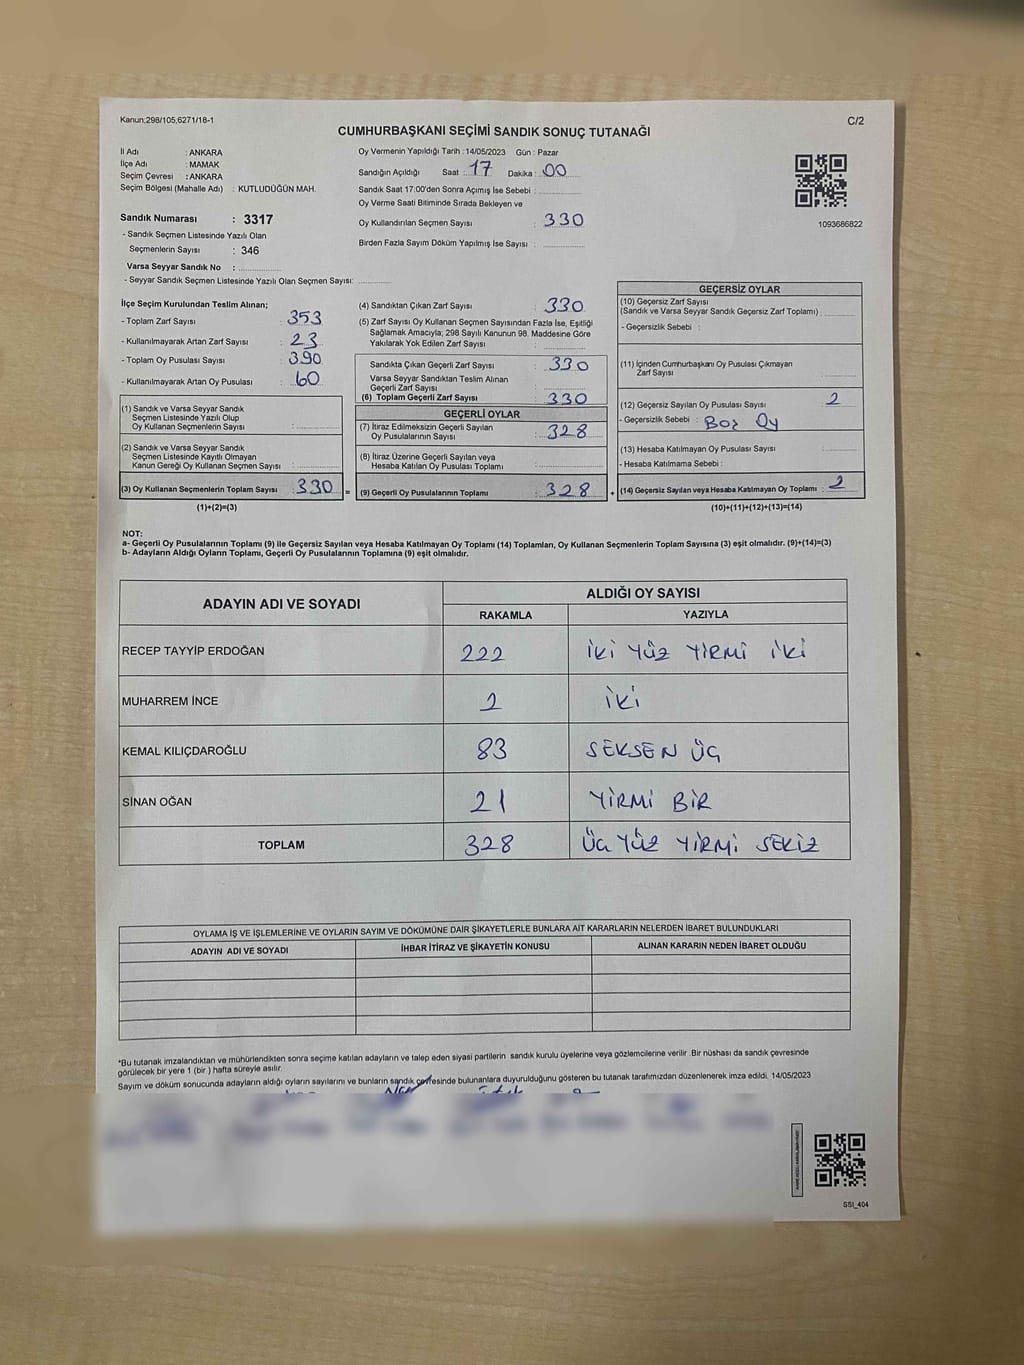 Kanun;298/105,6271/18-1
C/2
CUMHURBAŞKANI SEÇİMİ SANDIK SONUÇ TUTANAĞI
İl Adı : ANKARA
İlçe Adı : MAMAK
Seçim Çevresi : ANKARA
Seçim Bölgesi (Mahalle Adı) : KUTLUDÜĞÜN MAH.
Sandık Numarası : 3317
- Sandık Seçmen Listesinde Yazılı Olan
Seçmenlerin Sayısı : 346
Varsa Seyyar Sandık No :
- Seyyar Sandık Seçmen Listesinde Yazılı Olan Seçmen Sayısı:
Oy Vermenin Yapıldığı Tarih : 14/05/2023 Gün : Pazar
Sandığın Açıldığı Saat : 17 Dakika : 00
Sandık Saat 17:00'den Sonra Açımış İse Sebebi :
Oy Verme Saati Bitiminde Sırada Bekleyen ve
Oy Kullandırılan Seçmen Sayısı : 330
Birden Fazla Sayım Döküm Yapılmış İse Sayısı :
1093686822
İlçe Seçim Kurulundan Teslim Alınan;
- Toplam Zarf Sayısı : 353
- Kullanılmayarak Artan Zarf Sayısı : 23
- Toplam Oy Pusulası Sayısı : 390
- Kullanılmayarak Artan Oy Pusulası : 60
(1) Sandık ve Varsa Seyyar Sandık
Seçmen Listesinde Yazılı Olup
Oy Kullanan Seçmenlerin Sayısı :
(2) Sandık ve Varsa Seyyar Sandık
Seçmen Listesinde Kayıtlı Olmayan
Kanun Gereği Oy Kullanan Seçmen Sayısı :
(3) Oy Kullanan Seçmenlerin Toplam Sayısı : 330 =
(1)+(2)=(3)
(4) Sandıktan Çıkan Zarf Sayısı : 330
(5) Zarf Sayısı Oy Kullanan Seçmen Sayısından Fazla İse, Eşitliği
Sağlamak Amacıyla; 298 Sayılı Kanunun 98. Maddesine Göre
Yakılarak Yok Edilen Zarf Sayısı :
Sandıkta Çıkan Geçerli Zarf Sayısı : 330
Varsa Seyyar Sandıktan Teslim Alınan
Geçerli Zarf Sayısı :
(6) Toplam Geçerli Zarf Sayısı : 330
GEÇERLİ OYLAR
(7) İtiraz Edilmeksizin Geçerli Sayılan
Oy Pusulalarının Sayısı : 328
(8) İtiraz Üzerine Geçerli Sayılan veya
Hesaba Katılan Oy Pusulası Toplamı :
(9) Geçerli Oy Pusulalarının Toplamı : 328 +
GEÇERSİZ OYLAR
(10) Geçersiz Zarf Sayısı
(Sandık ve Varsa Seyyar Sandık Geçersiz Zarf Toplamı) :
- Geçersizlik Sebebi :
(11) İçinden Cumhurbaşkanı Oy Pusulası Çıkmayan
Zarf Sayısı :
(12) Geçersiz Sayılan Oy Pusulası Sayısı : 2
- Geçersizlik Sebebi : Boz Oy
(13) Hesaba Katılmayan Oy Pusulası Sayısı :
- Hesaba Katılmama Sebebi :
(14) Geçersiz Sayılan veya Hesaba Katılmayan Oy Toplamı : 2
(10)+(11)+(12)+(13)=(14)
NOT:
a- Geçerli Oy Pusulalarının Toplamı (9) ile Geçersiz Sayılan veya Hesaba Katılmayan Oy Toplamı (14) Toplamları, Oy Kullanan Seçmenlerin Toplam Sayısına (3) eşit olmalıdır. (9)+(14)=(3)
b- Adayların Aldığı Oyların Toplamı, Geçerli Oy Pusulalarının Toplamına (9) eşit olmalıdır.
ADAYIN ADI VE SOYADI
ALDIĞI OY SAYISI
RAKAMLA YAZIYLA
RECEP TAYYİP ERDOĞAN 222 İKİ YÜZ YİRMİ İKİ
MUHARREM İNCE 2 İKİ
KEMAL KILIÇDAROĞLU 83 SEKSEN ÜÇ
SİNAN OĞAN 21 YİRMİ BİR
TOPLAM 328 ÜÇ YÜZ YİRMİ SEKİZ
OYLAMA İŞ VE İŞLEMLERİNE VE OYLARIN SAYIM VE DÖKÜMÜNE DAİR ŞİKAYETLERLE BUNLARA AİT KARARLARIN NELERDEN İBARET BULUNDUKLARI
ADAYIN ADI VE SOYADI İHBAR İTİRAZ VE ŞİKAYETİN KONUSU ALINAN KARARIN NEDEN İBARET OLDUĞU
*Bu tutanak imzalandıktan ve mühürlendikten sonra seçime katılan adayların ve talep eden siyasi partilerin sandık kurulu üyelerine veya gözlemcilerine verilir .Bir nüshası da sandık çevresinde
görülecek bir yere 1 (bir ) hafta süreyle asılır.
Sayım ve döküm sonucunda adayların aldığı oyların sayılarını ve bunların sandık çevresinde bulunanlara duyurulduğunu gösteren bu tutanak tarafımızdan düzenlenerek imza edildi. 14/05/2023
SSI_404